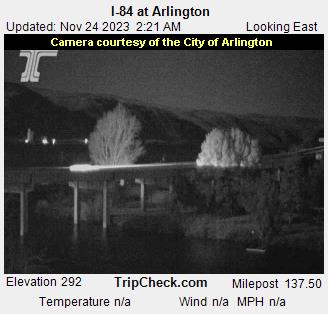 I-84 at Arlington
Updated: Nov 24 2023 2:21 AM Looking East
Camera courtesy of the City of Arlington
Elevation 292 TripCheck.com Milepost 137.50
Temperature n/a Wind n/a MPH n/a